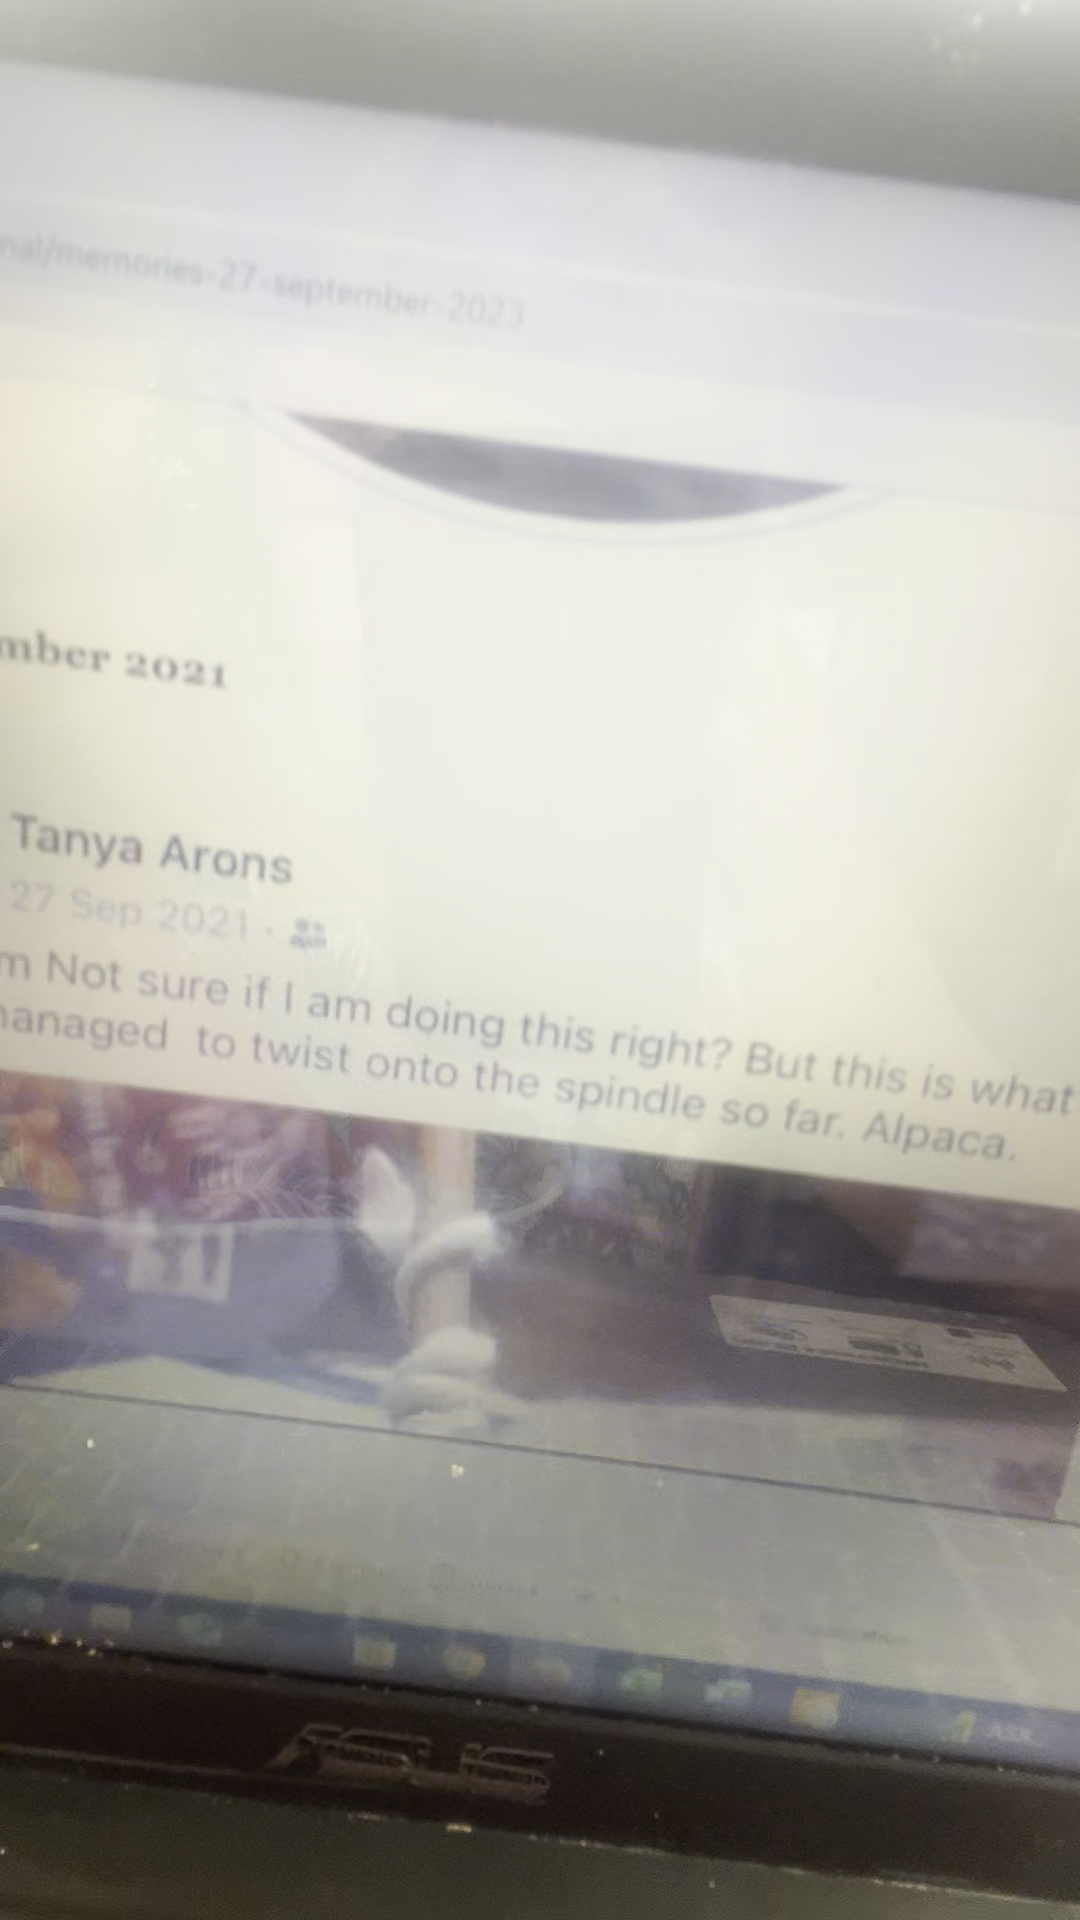 nal/memories-27-september-2023
mber 2021
Tanya Arons
27 Sep 2021 ·
m Not sure if I am doing this right? But this is what
nanaged to twist onto the spindle so far. Alpaca.
ASUS